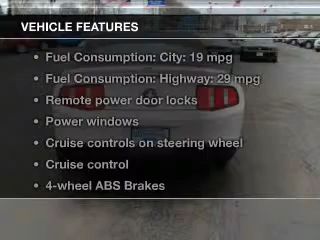 VEHICLE FEATURES
• Fuel Consumption: City: 19 mpg
• Fuel Consumption: Highway: 29 mpg
• Remote power door locks
• Power windows
• Cruise controls on steering wheel
• Cruise control
• 4-wheel ABS Brakes